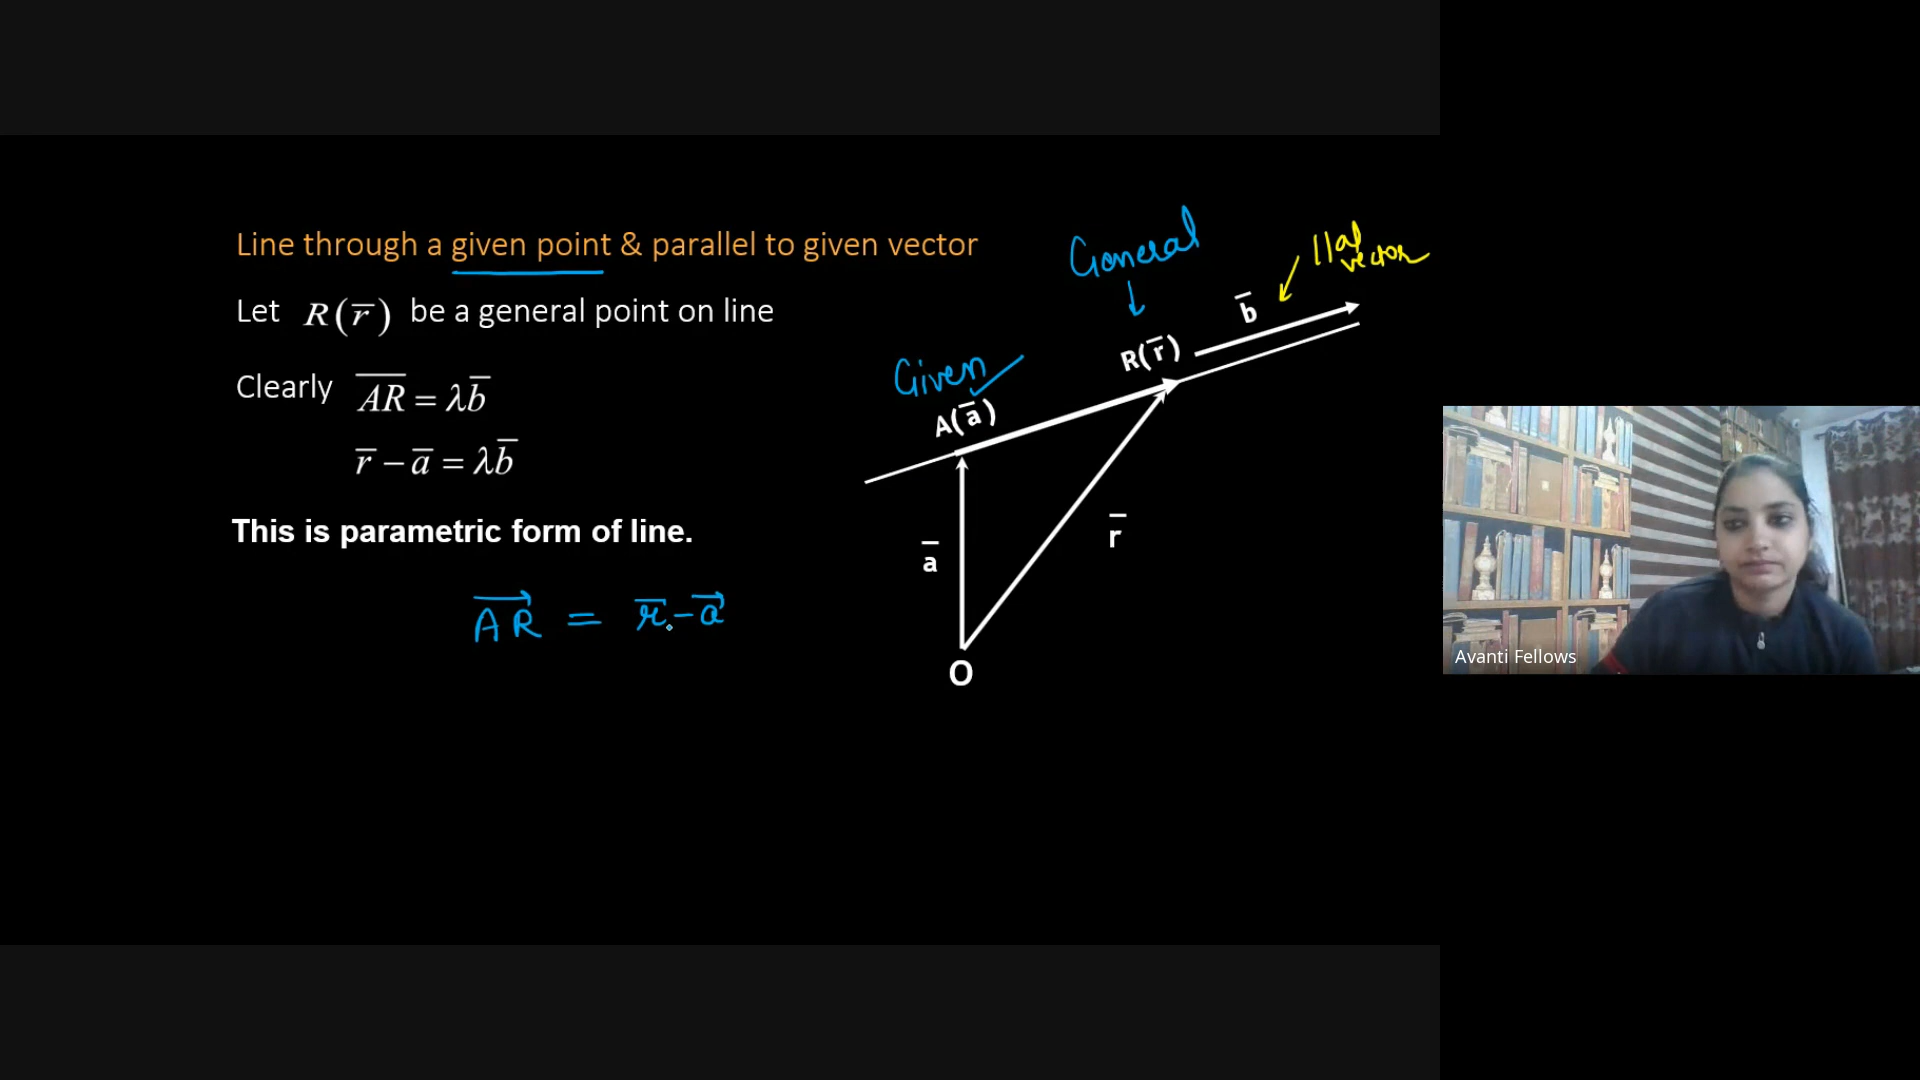 Line through a given point & parallel to given vector
Let R(r̅) be a general point on line
Clearly A̅R̅ = λb̅
r̅ − a̅ = λb̅
This is parametric form of line.
A⃗R⃗ = r̅ − a⃗
General
↓
||al
vector
b̅
R(r̅)
Given ✓
A(a̅)
a̅
r̅
O
Avanti Fellows